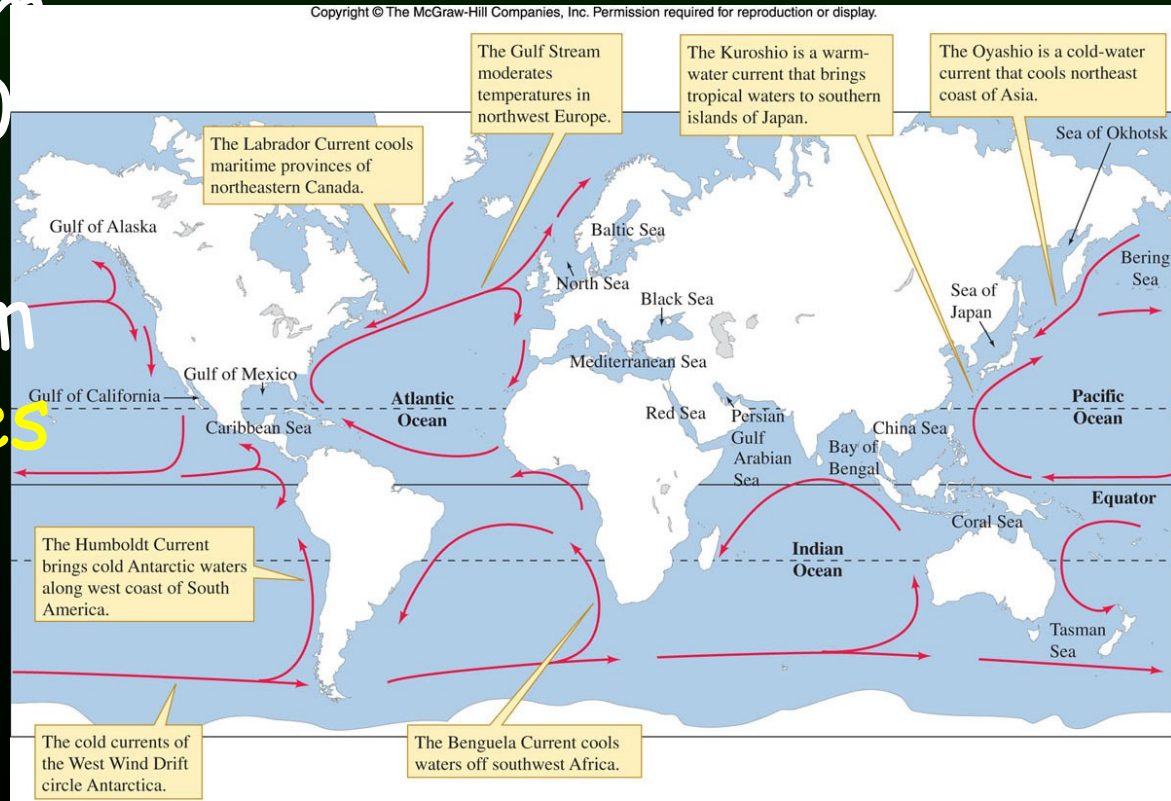 Copyright © The McGraw-Hill Companies, Inc. Permission required for reproduction or display.
The Gulf Stream
moderates
temperatures in
northwest Europe.
The Kuroshio is a warm-
water current that brings
tropical waters to southern
islands of Japan.
The Oyashio is a cold-water
current that cools northeast
coast of Asia.
The Labrador Current cools
maritime provinces of
northeastern Canada.
Sea of Okhotsk
Gulf of Alaska
Baltic Sea
Bering
Sea
North Sea
Black Sea
Sea of
Japan
Mediterranean Sea
Gulf of Mexico
Gulf of California
Atlantic
Ocean
Pacific
Ocean
Caribbean Sea
Red Sea
Persian
Gulf
Arabian
Sea
Bay of
Bengal
China Sea
Equator
Coral Sea
Indian
Ocean
The Humboldt Current
brings cold Antarctic waters
along west coast of South
America.
Tasman
Sea
The cold currents of
the West Wind Drift
circle Antarctica.
The Benguela Current cools
waters off southwest Africa.